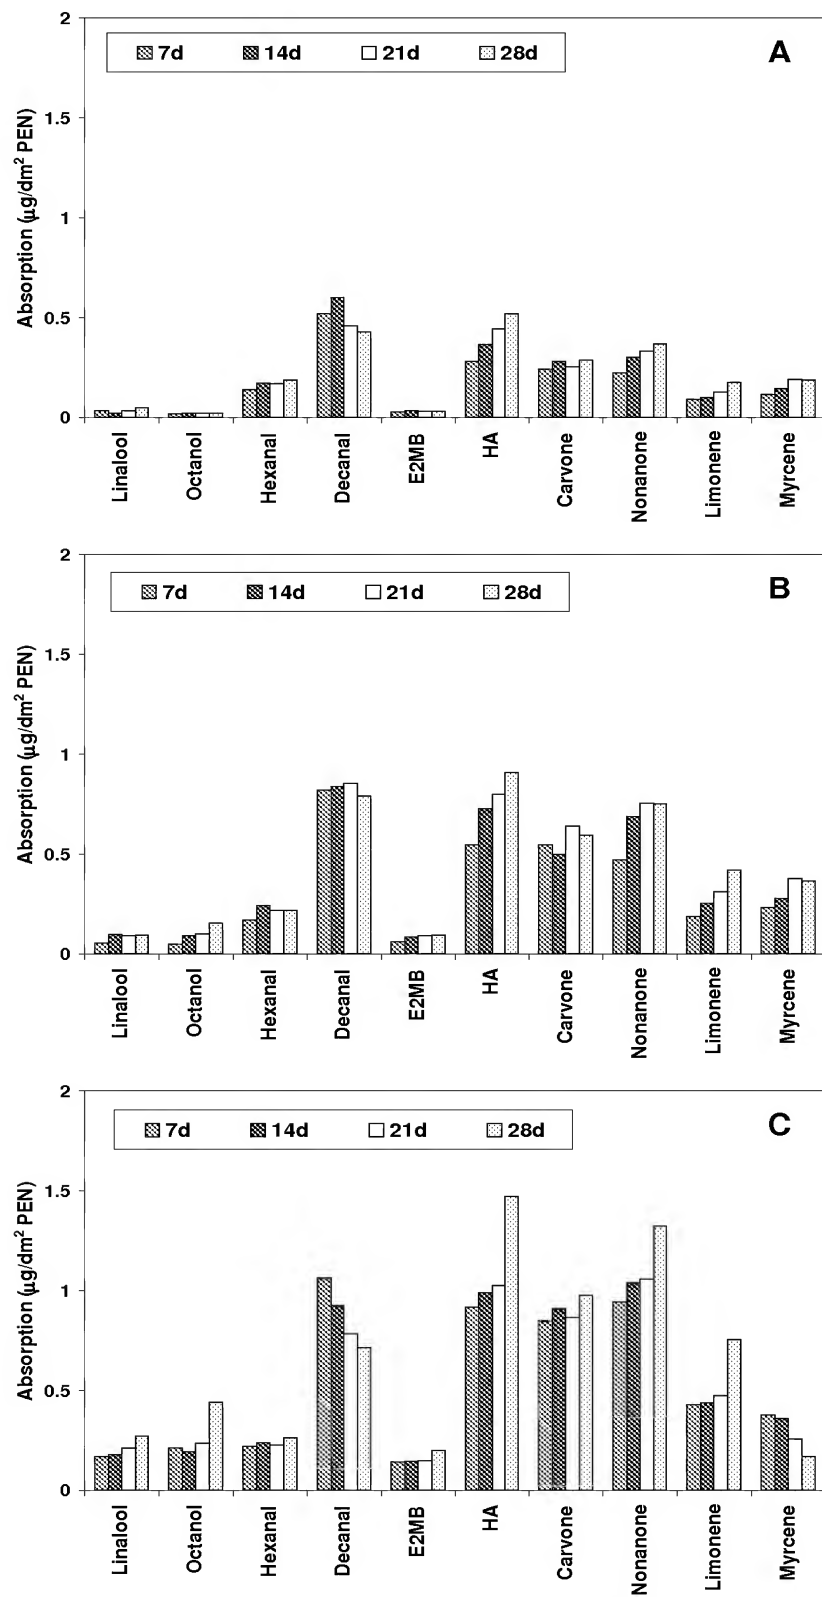 2
7d 14d 21d 28d
A
1.5
1
0.5
0
Absorption (µg/dm² PEN)
Linalool
Octanol
Hexanal
Decanal
E2MB
HA
Carvone
Nonanone
Limonene
Myrcene
2
7d 14d 21d 28d
B
1.5
1
0.5
0
Absorption (µg/dm² PEN)
Linalool
Octanol
Hexanal
Decanal
E2MB
HA
Carvone
Nonanone
Limonene
Myrcene
2
7d 14d 21d 28d
C
1.5
1
0.5
0
Absorption (µg/dm² PEN)
Linalool
Octanol
Hexanal
Decanal
E2MB
HA
Carvone
Nonanone
Limonene
Myrcene